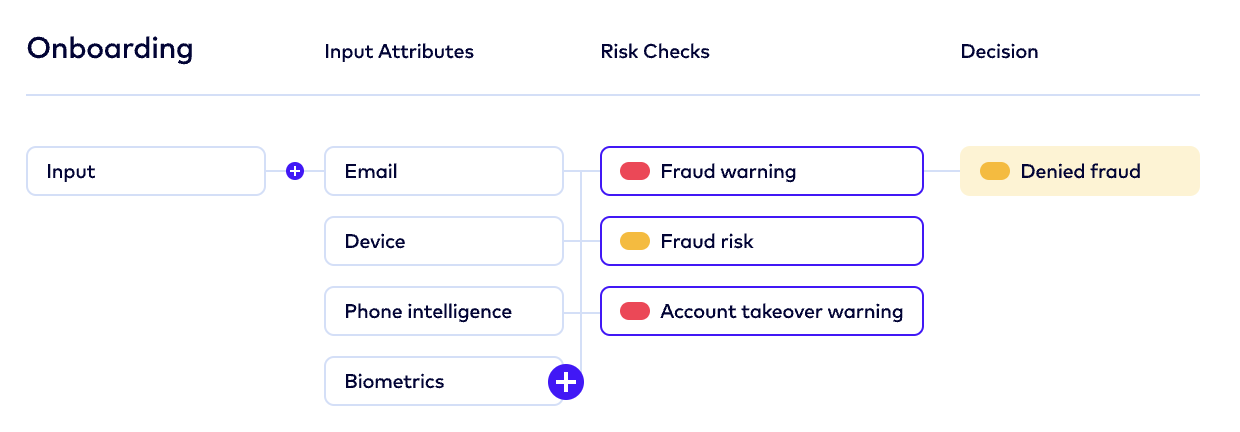 Onboarding
Input Attributes
Risk Checks
Decision
Input
Email
Fraud warning
Denied fraud
Device
Fraud risk
Phone intelligence
Account takeover warning
Biometrics